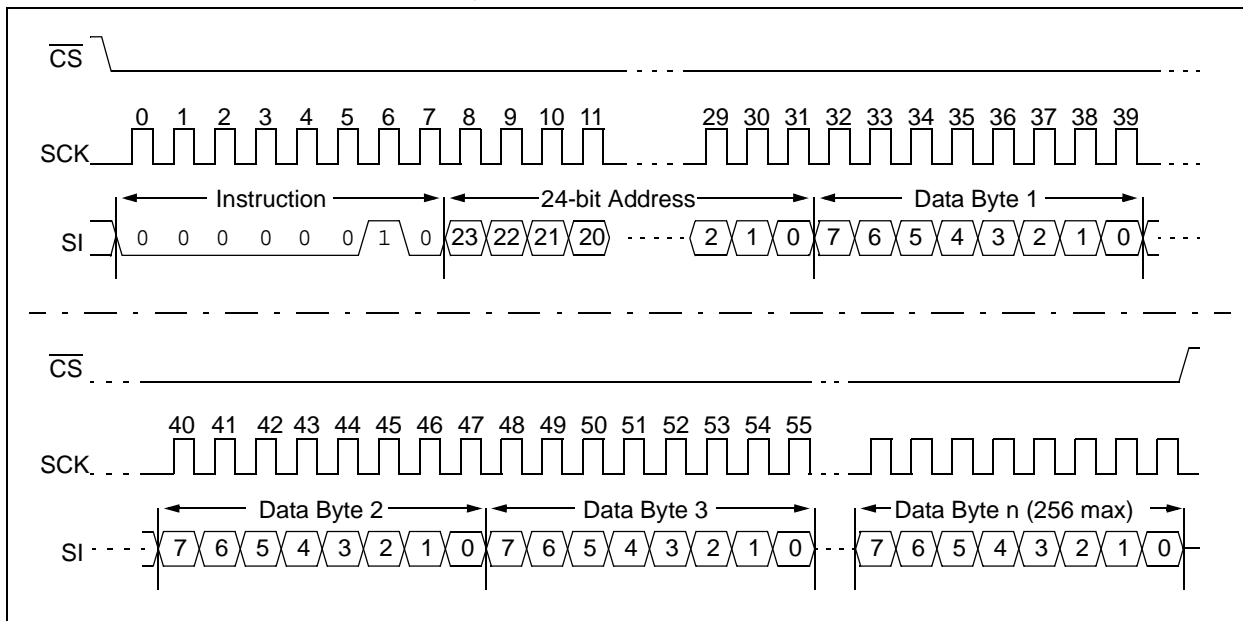 CS
0 1 2 3 4 5 6 7 8 9 10 11 29 30 31 32 33 34 35 36 37 38 39
SCK
Instruction 24-bit Address Data Byte 1
SI 0 0 0 0 0 0 1 0 23 22 21 20 2 1 0 7 6 5 4 3 2 1 0
CS
40 41 42 43 44 45 46 47 48 49 50 51 52 53 54 55
SCK
Data Byte 2 Data Byte 3 Data Byte n (256 max)
SI 7 6 5 4 3 2 1 0 7 6 5 4 3 2 1 0 7 6 5 4 3 2 1 0